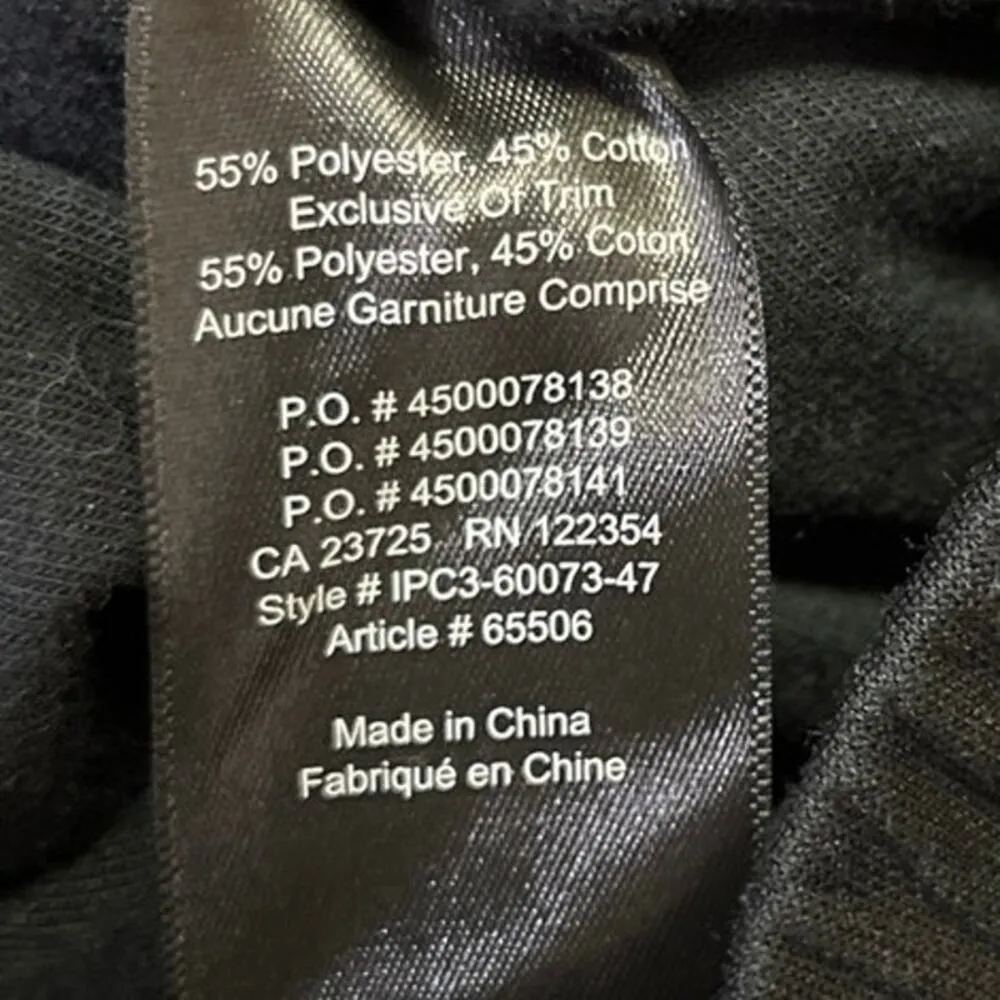 55% Polyester, 45% Cotton
Exclusive Of Trim
55% Polyester, 45% Coton
Aucune Garniture Comprise
P.O. # 4500078138
P.O. # 4500078139
P.O. # 4500078141
CA 23725 RN 122354
Style # IPC3-60073-47
Article # 65506
Made in China
Fabriqué en Chine